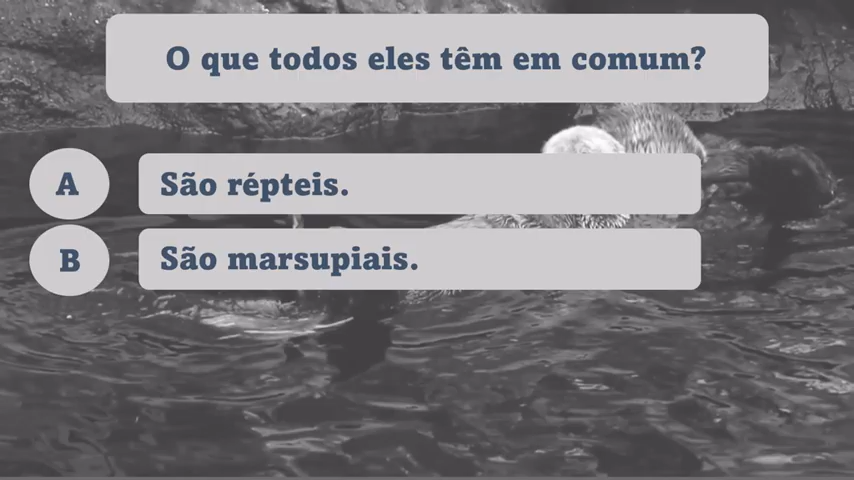 O que todos eles têm em comum?
A São répteis.
B São marsupiais.